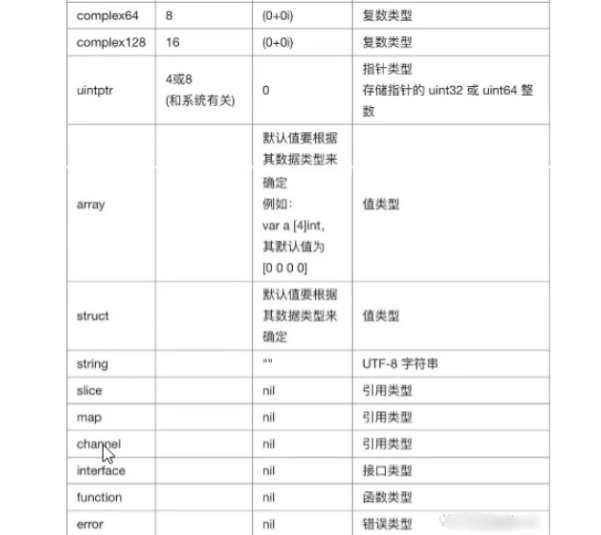 complex64 8 (0+0i) 复数类型
complex128 16 (0+0i) 复数类型
uintptr
4或8
(和系统有关)
0
指针类型
存储指针的 uint32 或 uint64 整
数
array
默认值要根据
其数据类型来
确定
例如：
var a [4]int,
其默认值为
[0 0 0 0]
值类型
struct
默认值要根据
其数据类型来
确定
值类型
string "" UTF-8 字符串
slice nil 引用类型
map nil 引用类型
channel nil 引用类型
interface nil 接口类型
function nil 函数类型
error nil 错误类型